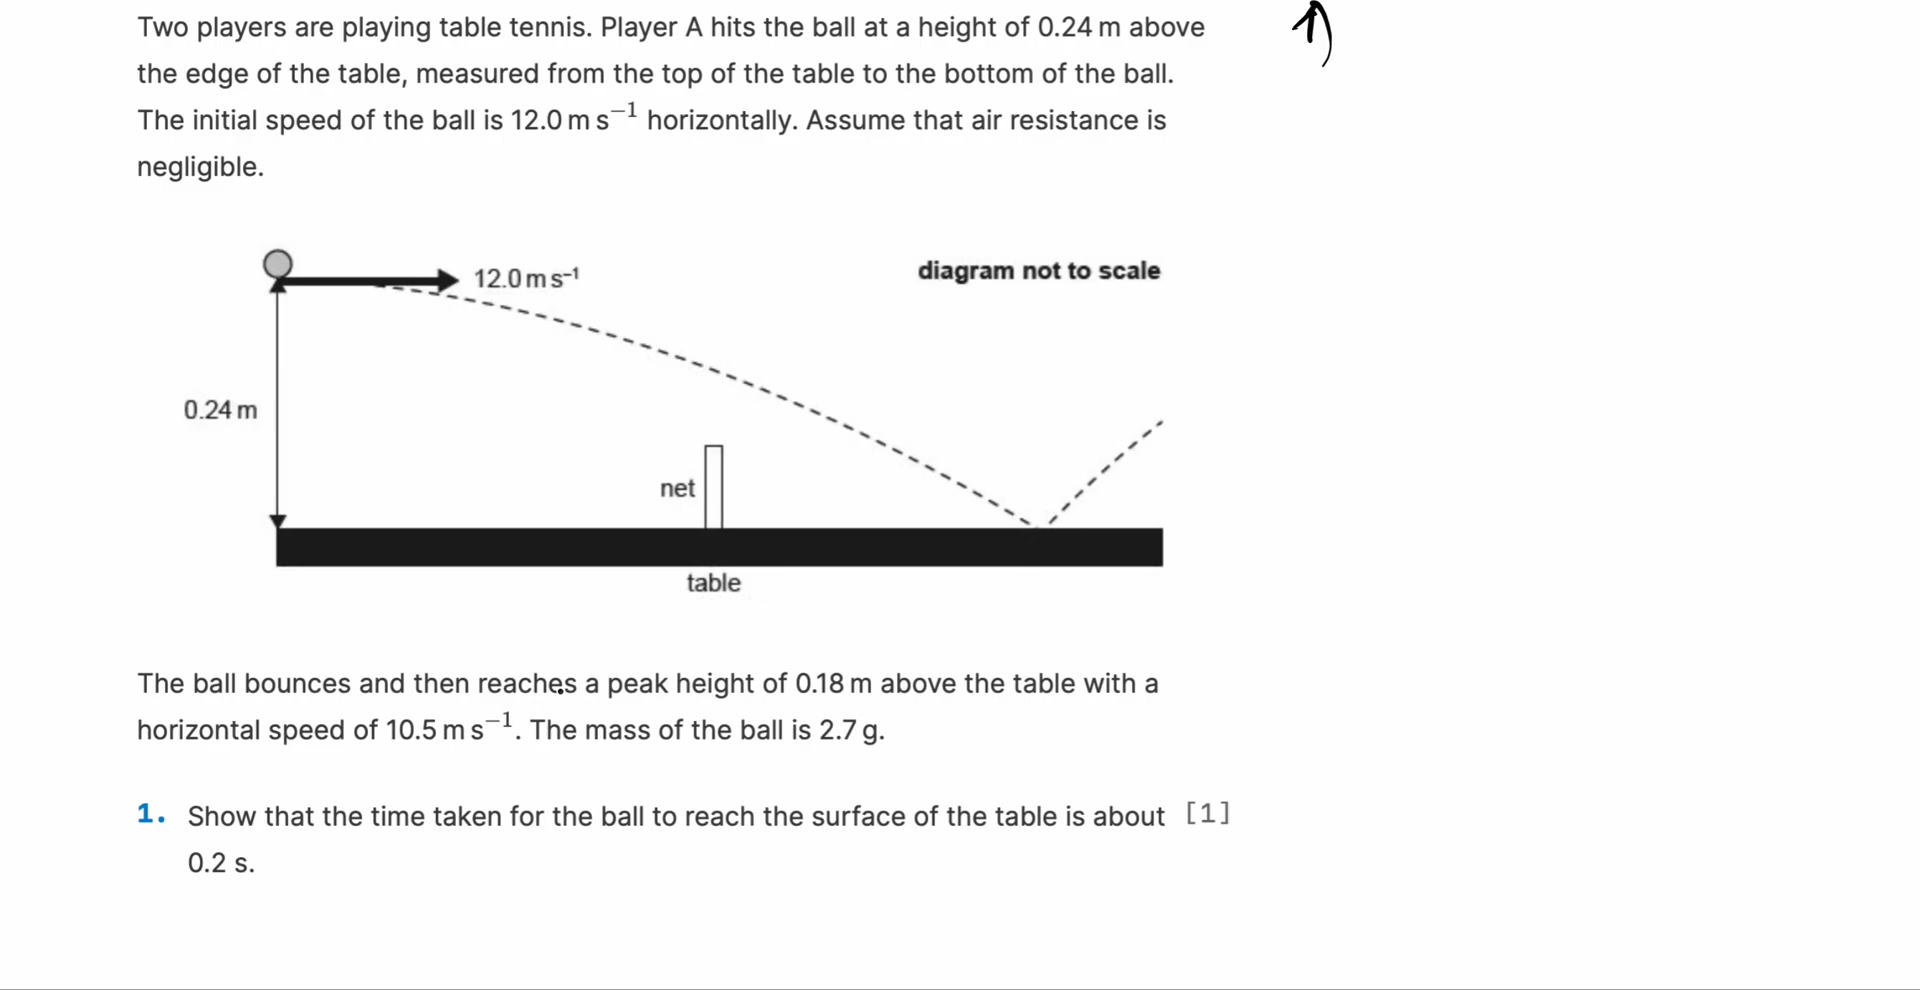 Two players are playing table tennis. Player A hits the ball at a height of 0.24 m above
the edge of the table, measured from the top of the table to the bottom of the ball.
The initial speed of the ball is 12.0 m s⁻¹ horizontally. Assume that air resistance is
negligible.
12.0 m s⁻¹
diagram not to scale
0.24 m
net
table
The ball bounces and then reaches a peak height of 0.18 m above the table with a
horizontal speed of 10.5 m s⁻¹. The mass of the ball is 2.7 g.
1. Show that the time taken for the ball to reach the surface of the table is about [1]
0.2 s.